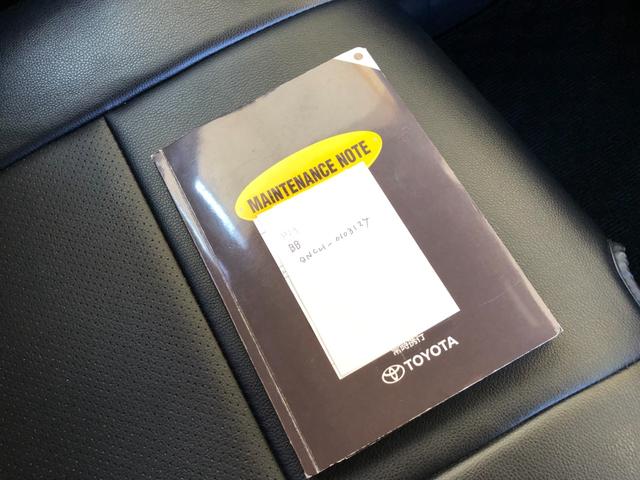 MAINTENANCE NOTE
BB
QNC21-0103127
TOYOTA